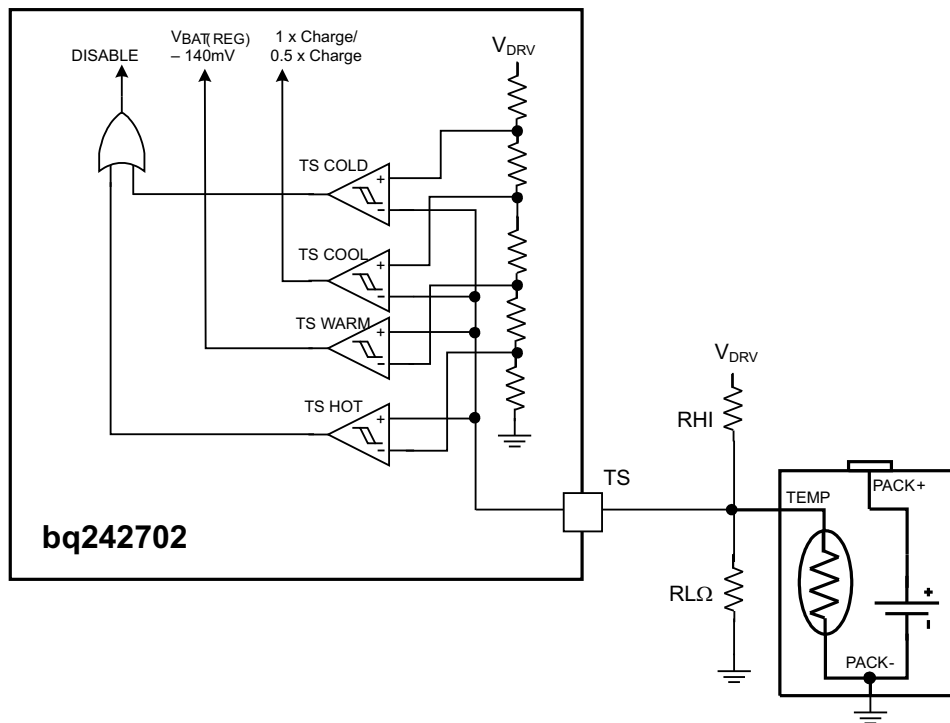 DISABLE
VBAT(REG)
– 140mV
1 x Charge/
0.5 x Charge
VDRV
TS COLD
+
–
TS COOL
+
–
TS WARM
+
–
TS HOT
+
–
bq242702
TS
VDRV
RHI
RLΩ
TEMP
PACK+
+
–
PACK-